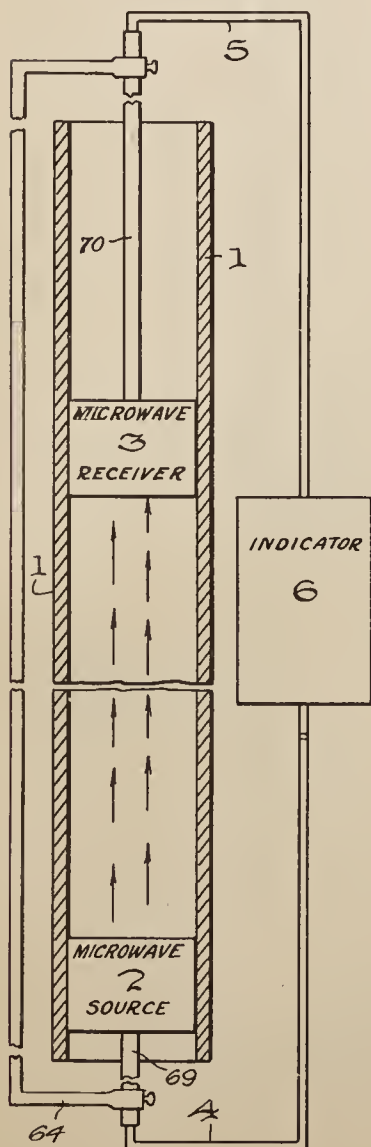 5
70
1
MICROWAVE
3
RECEIVER
INDICATOR
6
1
MICROWAVE
2
SOURCE
69
64
4